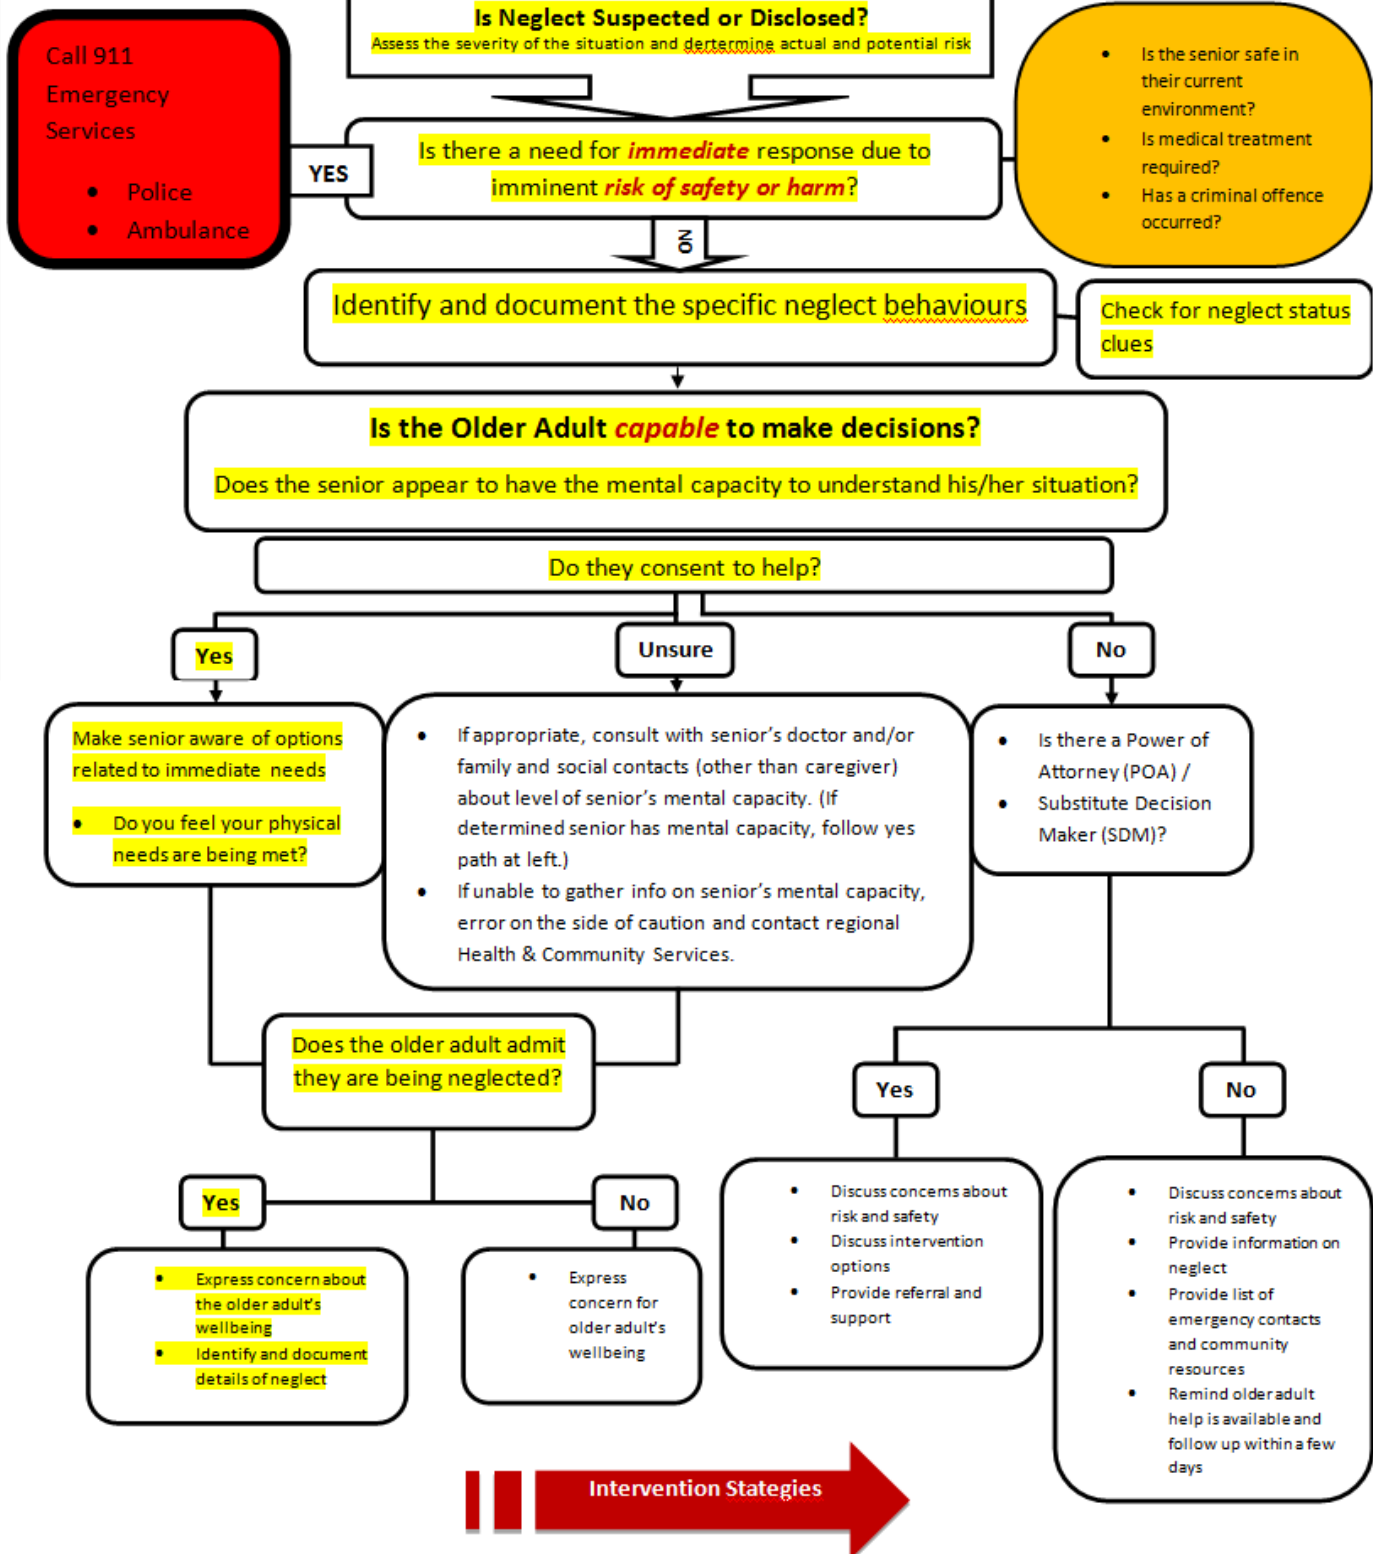 Is Neglect Suspected or Disclosed?
Assess the severity of the situation and dertermine actual and potential risk
Call 911
Emergency
Services
• Police
• Ambulance
YES
Is there a need for immediate response due to
imminent risk of safety or harm?
• Is the senior safe in
their current
environment?
• Is medical treatment
required?
• Has a criminal offence
occurred?
NO
Identify and document the specific neglect behaviours
Check for neglect status
clues
Is the Older Adult capable to make decisions?
Does the senior appear to have the mental capacity to understand his/her situation?
Do they consent to help?
Yes
Unsure
No
Make senior aware of options
related to immediate needs
• Do you feel your physical
needs are being met?
• If appropriate, consult with senior's doctor and/or
family and social contacts (other than caregiver)
about level of senior's mental capacity. (If
determined senior has mental capacity, follow yes
path at left.)
• If unable to gather info on senior's mental capacity,
error on the side of caution and contact regional
Health & Community Services.
• Is there a Power of
Attorney (POA) /
• Substitute Decision
Maker (SDM)?
Does the older adult admit
they are being neglected?
Yes
No
Yes
No
• Express concern about
the older adult's
wellbeing
• Identify and document
details of neglect
• Express
concern for
older adult's
wellbeing
• Discuss concerns about
risk and safety
• Discuss intervention
options
• Provide referral and
support
• Discuss concerns about
risk and safety
• Provide information on
neglect
• Provide list of
emergency contacts
and community
resources
• Remind older adult
help is available and
follow up within a few
days
Intervention Stategies